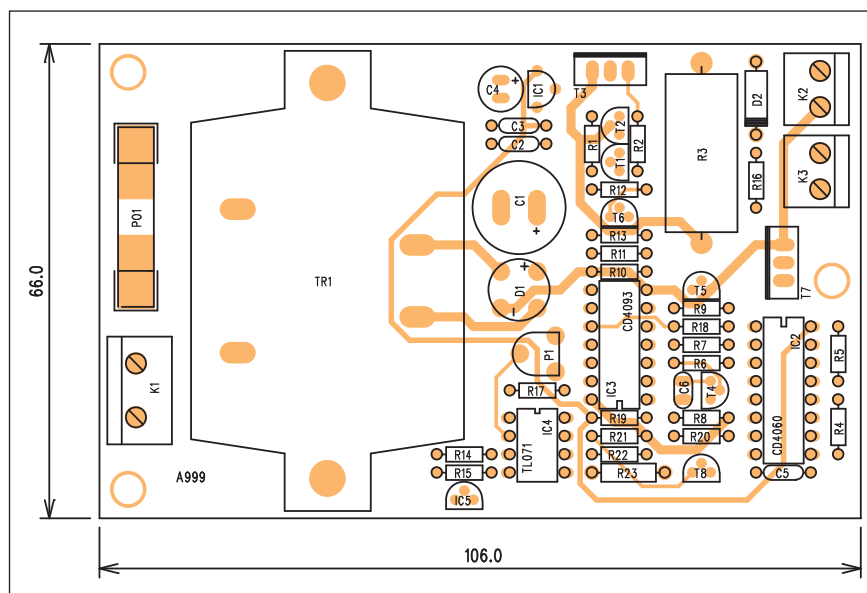 C4
+
IC1
T3
C3
C2
R1
T2
T1
R2
R12
T6
C1
+
R13
R11
R10
R3
D2
R16
K2
K3
PO1
TR1
D1
+
-
P1
R17
IC3
CD4093
T5
R9
R18
R7
R6
C6
T4
R8
R20
T8
T7
IC2
CD4060
C5
R5
R4
K1
A999
R14
R15
IC5
TL071
IC4
R19
R21
R22
R23
66.0
106.0